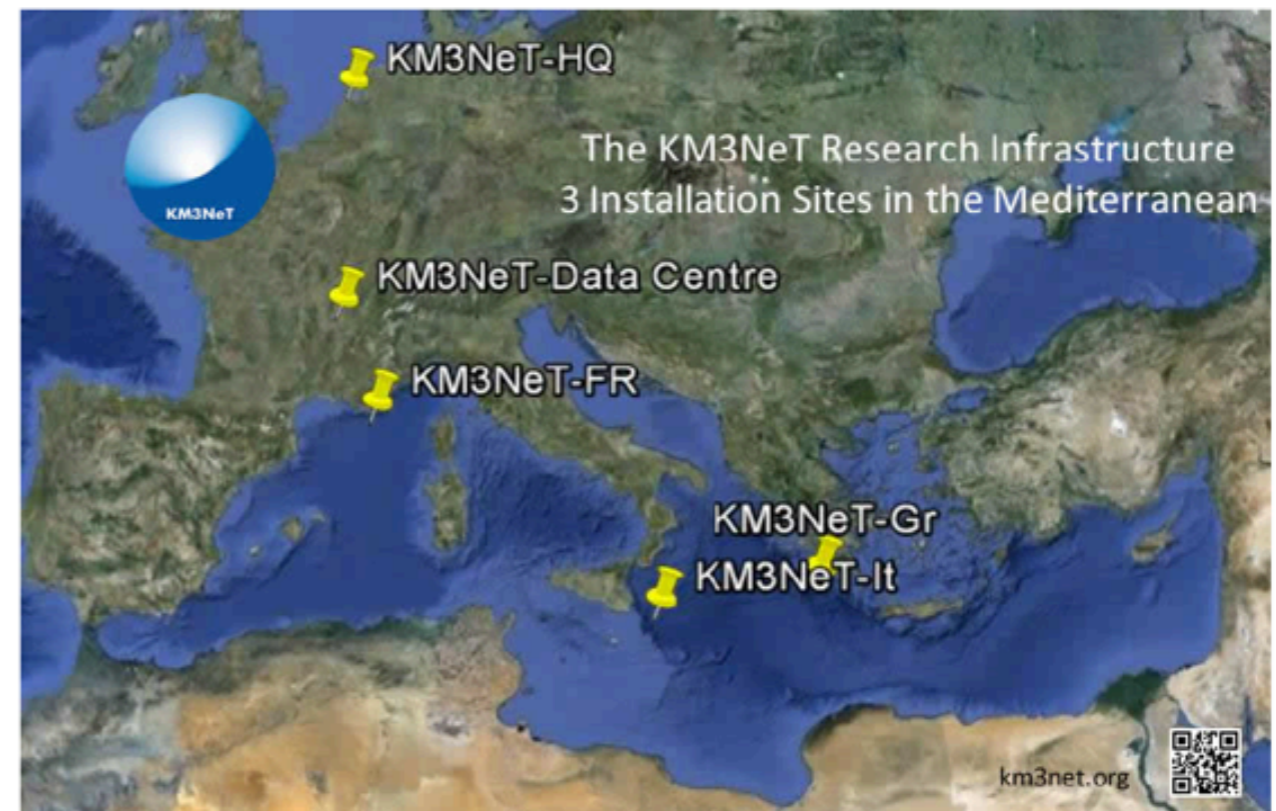 KM3NeT-HQ
The KM3NeT Research Infrastructure
3 Installation Sites in the Mediterranean
KM3NeT
KM3NeT-Data Centre
KM3NeT-FR
KM3NeT-Gr
KM3NeT-It
km3net.org